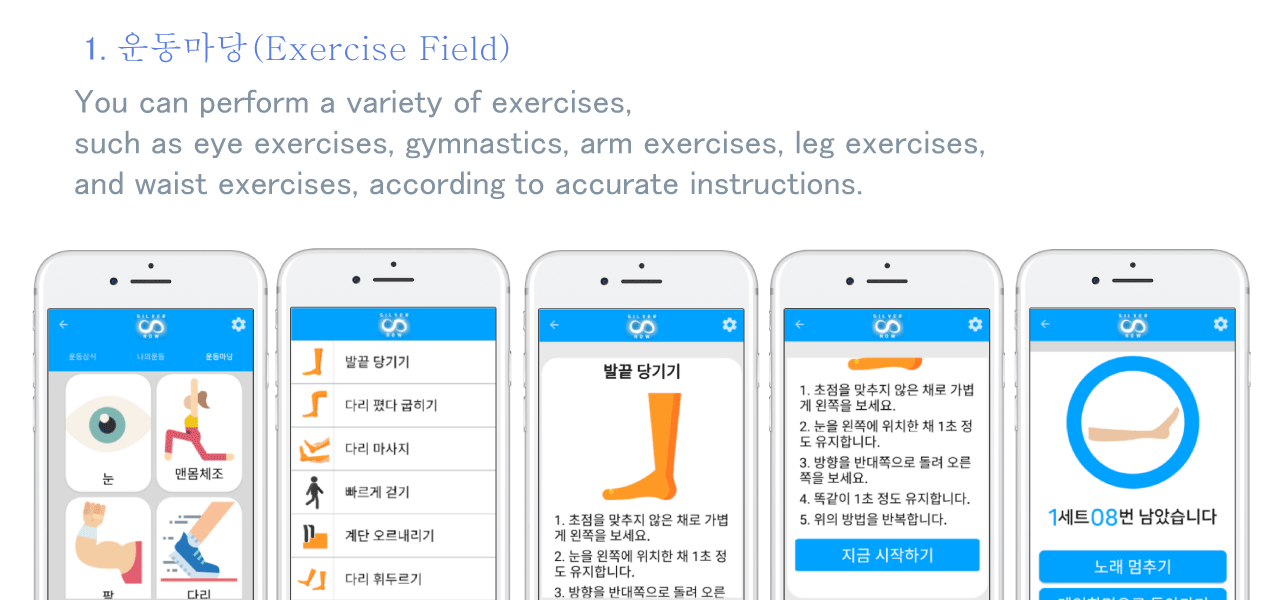 1. 운동마당(Exercise Field)
You can perform a variety of exercises,
such as eye exercises, gymnastics, arm exercises, leg exercises,
and waist exercises, according to accurate instructions.
SILVER
NOW
운동상식 나의운동 운동마당
눈
맨몸체조
팔
다리
SILVER
NOW
발끝 당기기
다리 폈다 굽히기
다리 마사지
빠르게 걷기
계단 오르내리기
다리 휘두르기
SILVER
NOW
발끝 당기기
1. 초점을 맞추지 않은 채로 가볍
게 왼쪽을 보세요.
2. 눈을 왼쪽에 위치한 채 1초 정
도 유지합니다.
3. 방향을 반대쪽으로 돌려 오른
SILVER
NOW
1. 초점을 맞추지 않은 채로 가볍
게 왼쪽을 보세요.
2. 눈을 왼쪽에 위치한 채 1초 정
도 유지합니다.
3. 방향을 반대쪽으로 돌려 오른
쪽을 보세요.
4. 똑같이 1초 정도 유지합니다.
5. 위의 방법을 반복합니다.
지금 시작하기
SILVER
NOW
1세트08번 남았습니다
노래 멈추기